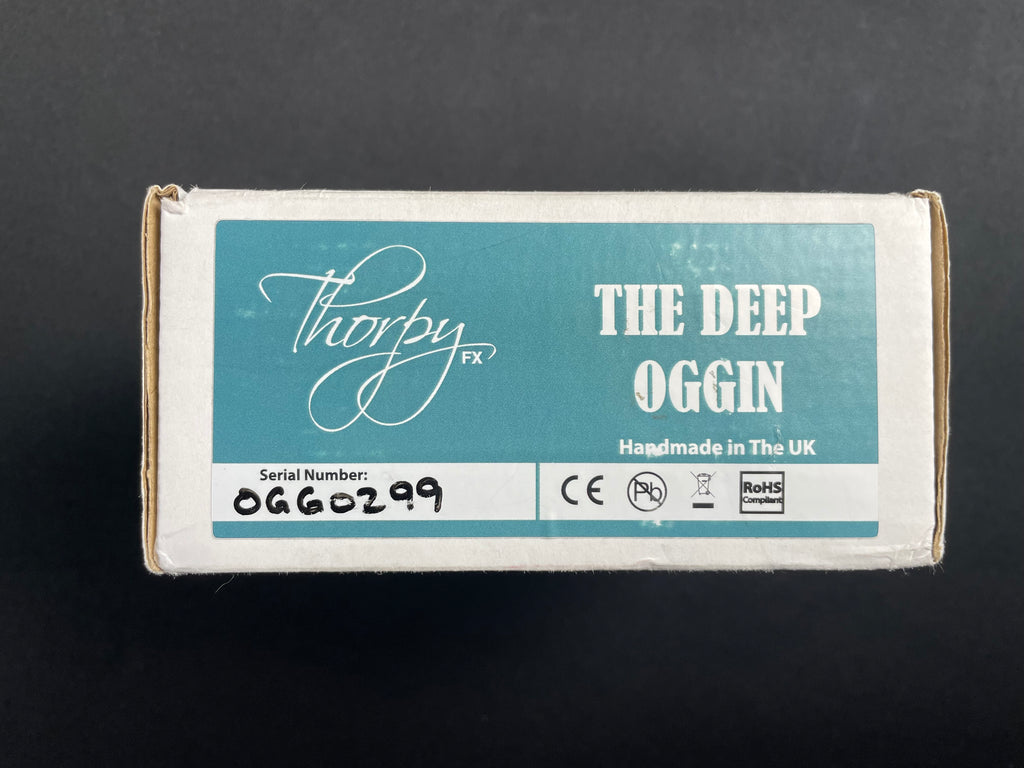 Thorpy
FX
THE DEEP
OGGIN
Handmade in The UK
Serial Number:
OGG0299
CE
Pb
RoHS
Compliant